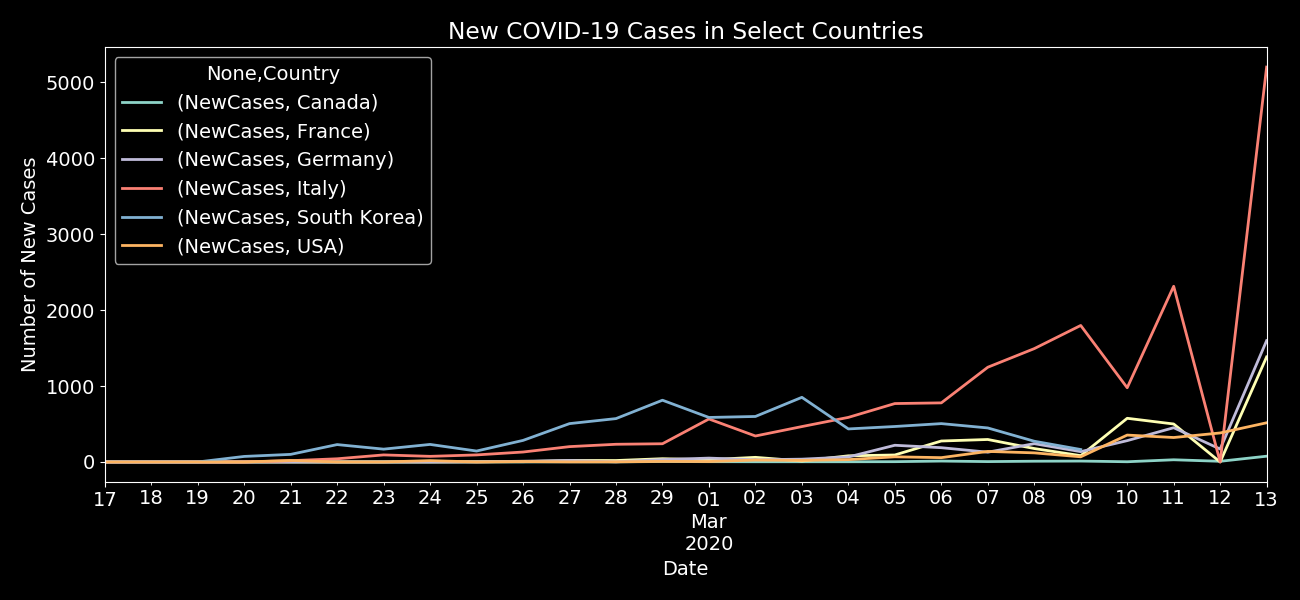 New COVID-19 Cases in Select Countries
None,Country
(NewCases, Canada)
(NewCases, France)
(NewCases, Germany)
(NewCases, Italy)
(NewCases, South Korea)
(NewCases, USA)
Number of New Cases
5000
4000
3000
2000
1000
0
17 18 19 20 21 22 23 24 25 26 27 28 29 01 02 03 04 05 06 07 08 09 10 11 12 13
Mar
2020
Date